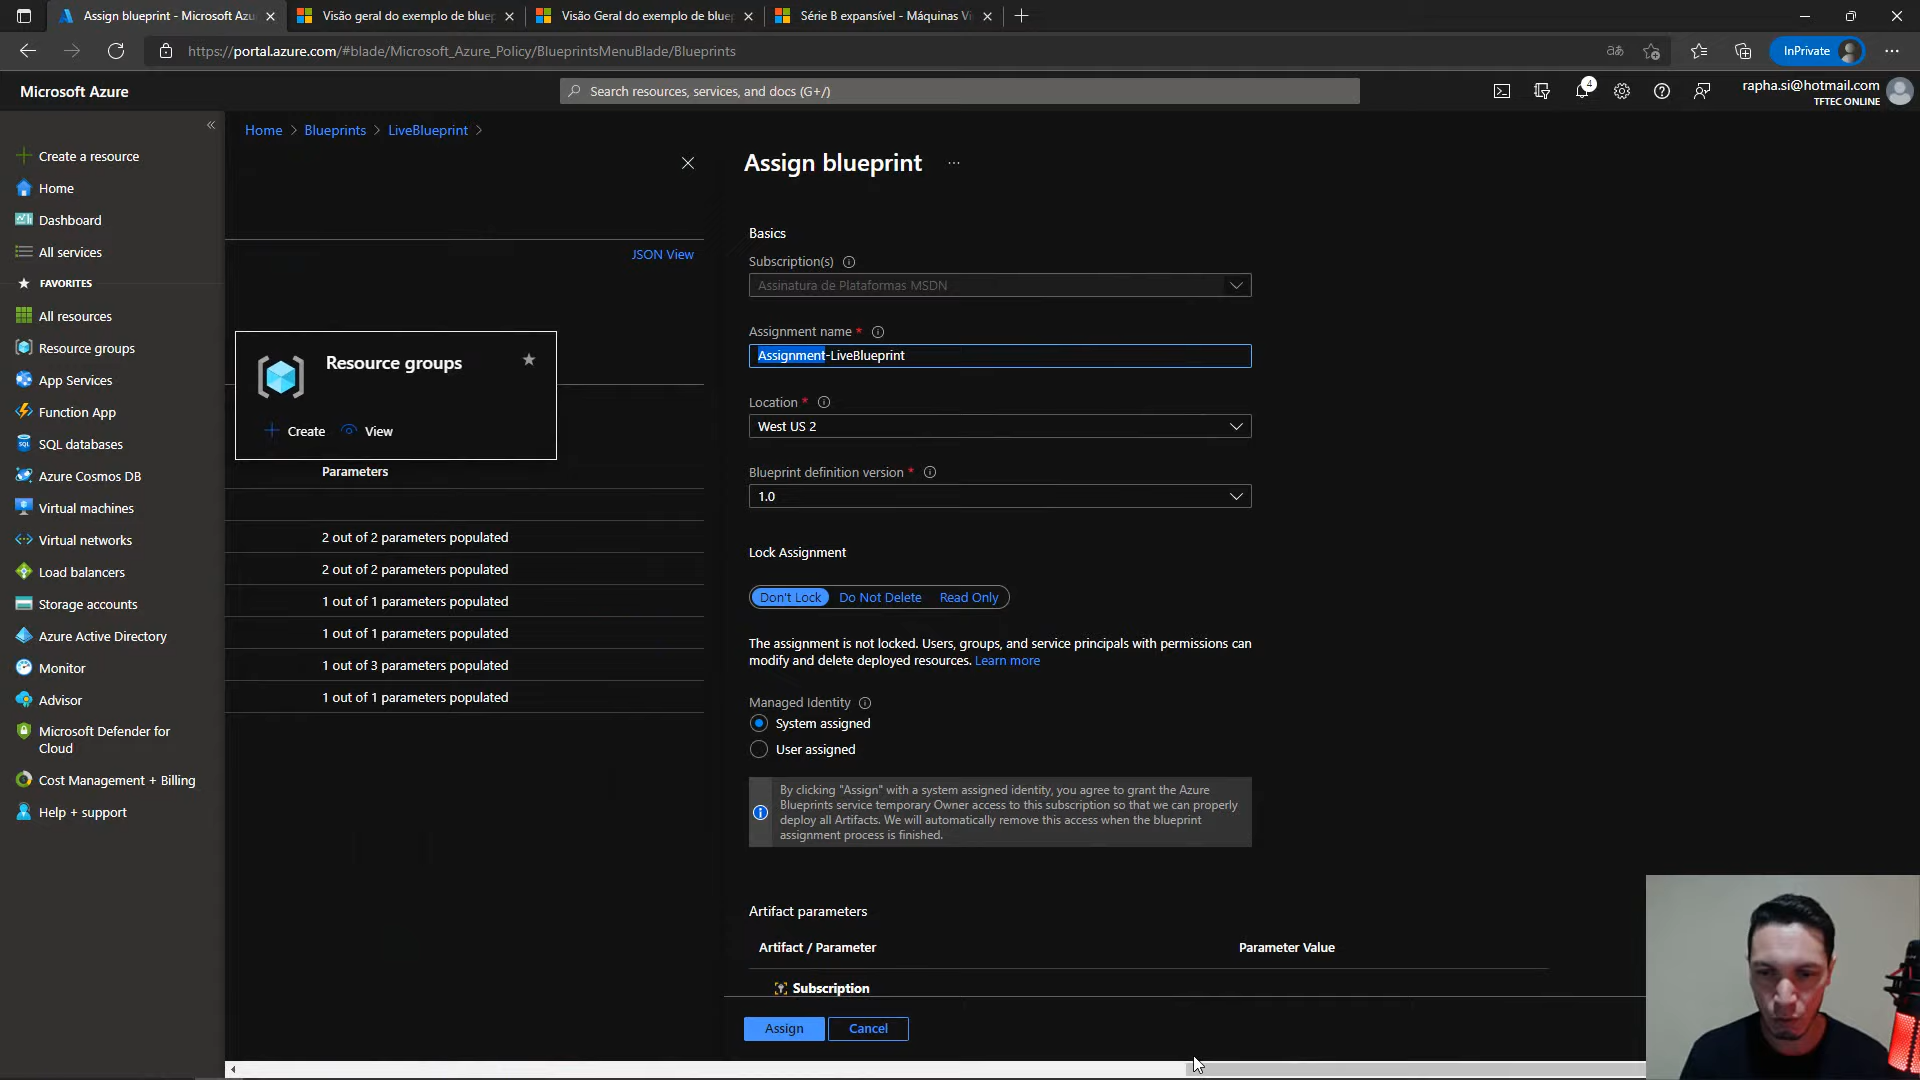 Assign blueprint - Microsoft Azu
Visão geral do exemplo de blue
Visão Geral do exemplo de blue
Série B expansível - Máquinas Vi
https://portal.azure.com/#blade/Microsoft_Azure_Policy/BlueprintsMenuBlade/Blueprints
InPrivate
Microsoft Azure
Search resources, services, and docs (G+/)
4
rapha.si@hotmail.com
TFTEC ONLINE
Create a resource
Home
Dashboard
All services
FAVORITES
All resources
Resource groups
App Services
Function App
SQL databases
Azure Cosmos DB
Virtual machines
Virtual networks
Load balancers
Storage accounts
Azure Active Directory
Monitor
Advisor
Microsoft Defender for
Cloud
Cost Management + Billing
Help + support
Home > Blueprints > LiveBlueprint >
JSON View
Resource groups
Create
View
Parameters
2 out of 2 parameters populated
2 out of 2 parameters populated
1 out of 1 parameters populated
1 out of 1 parameters populated
1 out of 3 parameters populated
1 out of 1 parameters populated
Assign blueprint ...
Basics
Subscription(s)
Assinatura de Plataformas MSDN
Assignment name *
Assignment-LiveBlueprint
Location *
West US 2
Blueprint definition version *
1.0
Lock Assignment
Don't Lock
Do Not Delete
Read Only
The assignment is not locked. Users, groups, and service principals with permissions can
modify and delete deployed resources. Learn more
Managed Identity
System assigned
User assigned
By clicking "Assign" with a system assigned identity, you agree to grant the Azure
Blueprints service temporary Owner access to this subscription so that we can properly
deploy all Artifacts. We will automatically remove this access when the blueprint
assignment process is finished.
Artifact parameters
Artifact / Parameter
Parameter Value
Subscription
Assign
Cancel